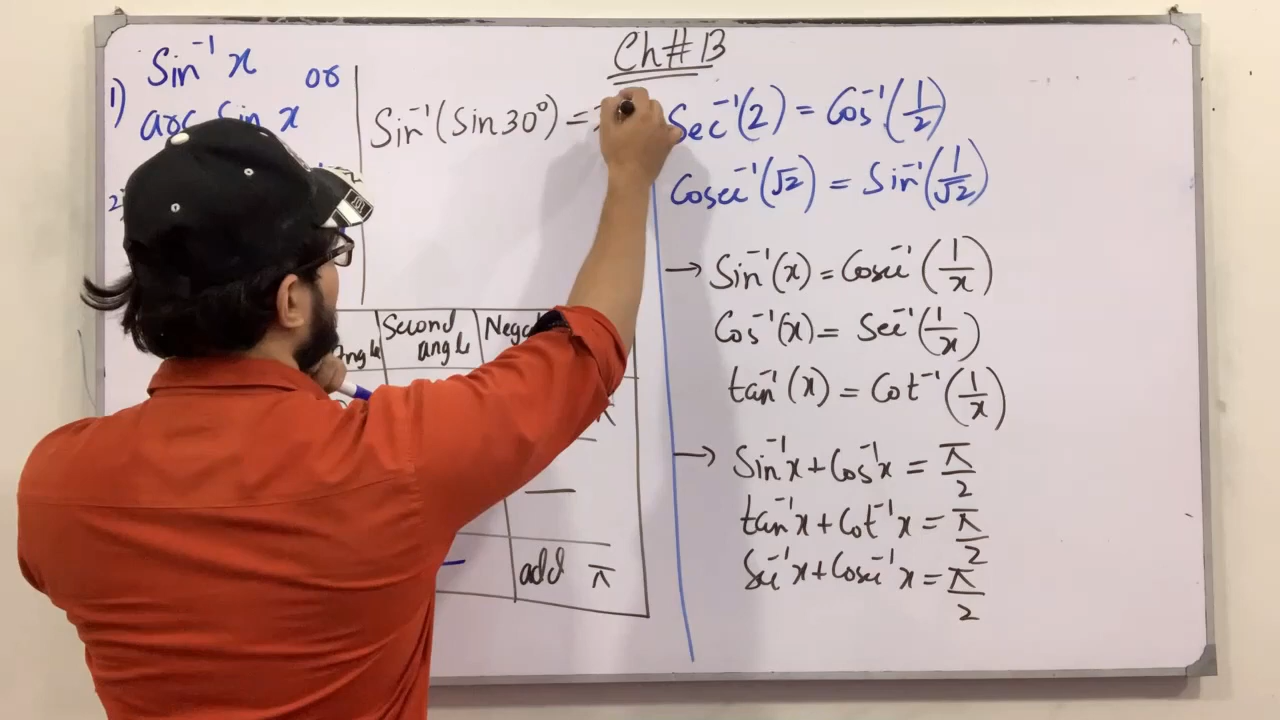 Ch# 13
1) Sin⁻¹ x or
arc Sin x
2)
Sin⁻¹(Sin30°) =
Sec⁻¹(2) = Cos⁻¹(1/2)
Cosec⁻¹(√2) = Sin⁻¹(1/√2)
→ Sin⁻¹(x) = Cosec⁻¹(1/x)
Cos⁻¹(x) = Sec⁻¹(1/x)
tan⁻¹(x) = Cot⁻¹(1/x)
→ Sin⁻¹x + Cos⁻¹x = π/2
tan⁻¹x + Cot⁻¹x = π/2
Sec⁻¹x + Cosec⁻¹x = π/2
angle Second angle
add π